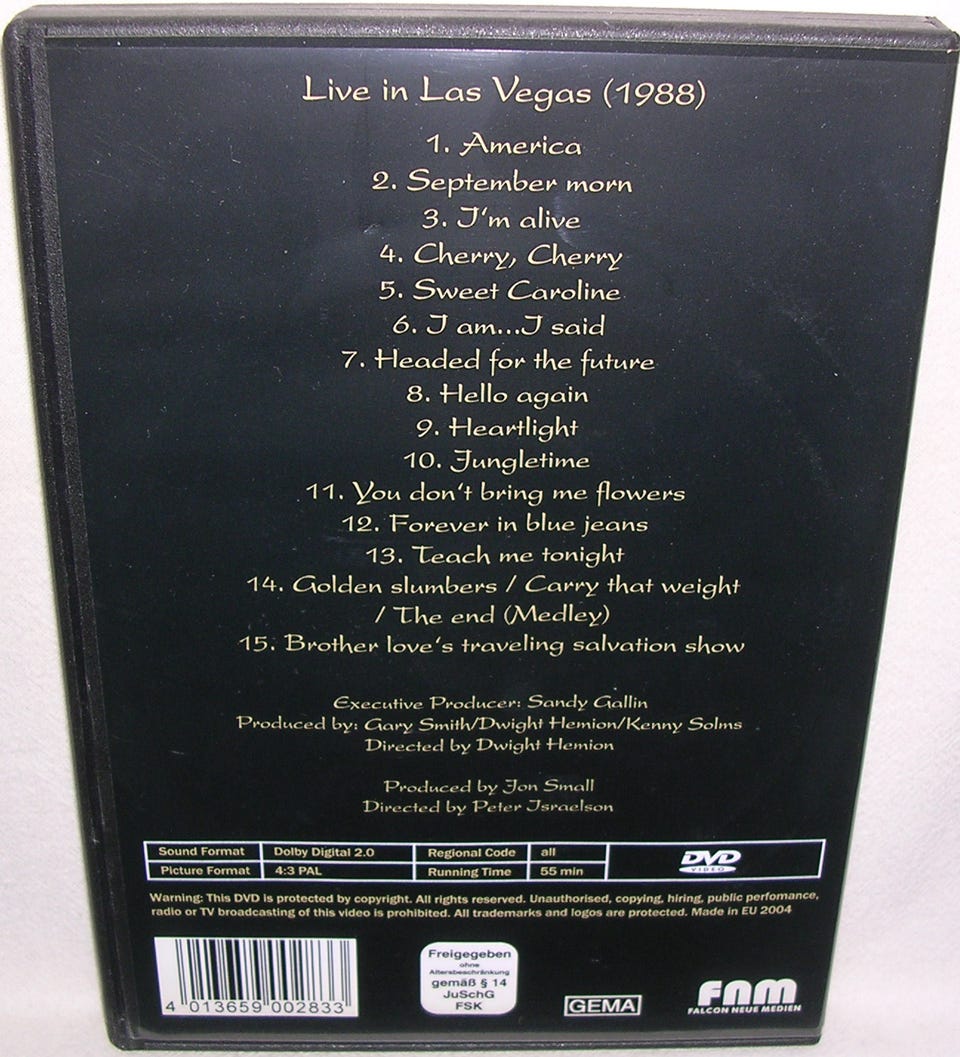 Live in Las Vegas (1988)
1. America
2. September morn
3. I'm alive
4. Cherry, Cherry
5. Sweet Caroline
6. I am...I said
7. Headed for the future
8. Hello again
9. Heartlight
10. Jungletime
11. You don't bring me flowers
12. Forever in blue jeans
13. Teach me tonight
14. Golden slumbers / Carry that weight
/ The end (Medley)
15. Brother love's traveling salvation show
Executive Producer: Sandy Gallin
Produced by: Gary Smith/Dwight Hemion/Kenny Solms
Directed by Dwight Hemion
Produced by Jon Small
Directed by Peter Israelson
Sound Format Dolby Digital 2.0 Regional Code all
Picture Format 4:3 PAL Running Time 55 min
DVD
VIDEO
Warning: This DVD is protected by copyright. All rights reserved. Unauthorised, copying, hiring, public perfomance,
radio or TV broadcasting of this video is prohibited. All trademarks and logos are protected. Made in EU 2004
4 013659 002833
Freigegeben
ohne
Altersbeschränkung
gemäß § 14
JuSchG
FSK
GEMA
FNM
FALCON NEUE MEDIEN